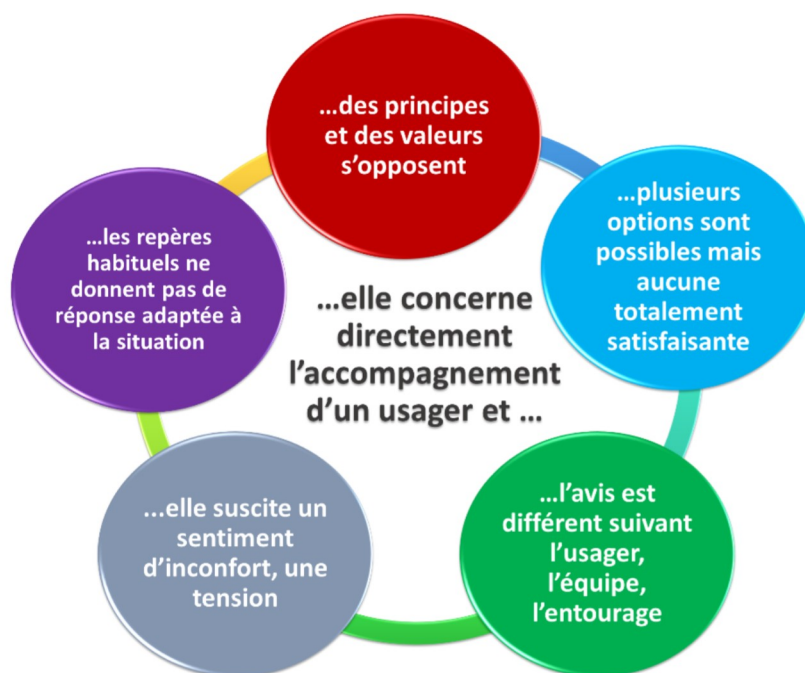 …des principes
et des valeurs
s’opposent
…plusieurs
options sont
possibles mais
aucune
totalement
satisfaisante
…l’avis est
différent suivant
l’usager,
l’équipe,
l’entourage
…elle suscite un
sentiment
d’inconfort, une
tension
…les repères
habituels ne
donnent pas de
réponse adaptée à
la situation
…elle concerne
directement
l’accompagnement
d’un usager et …